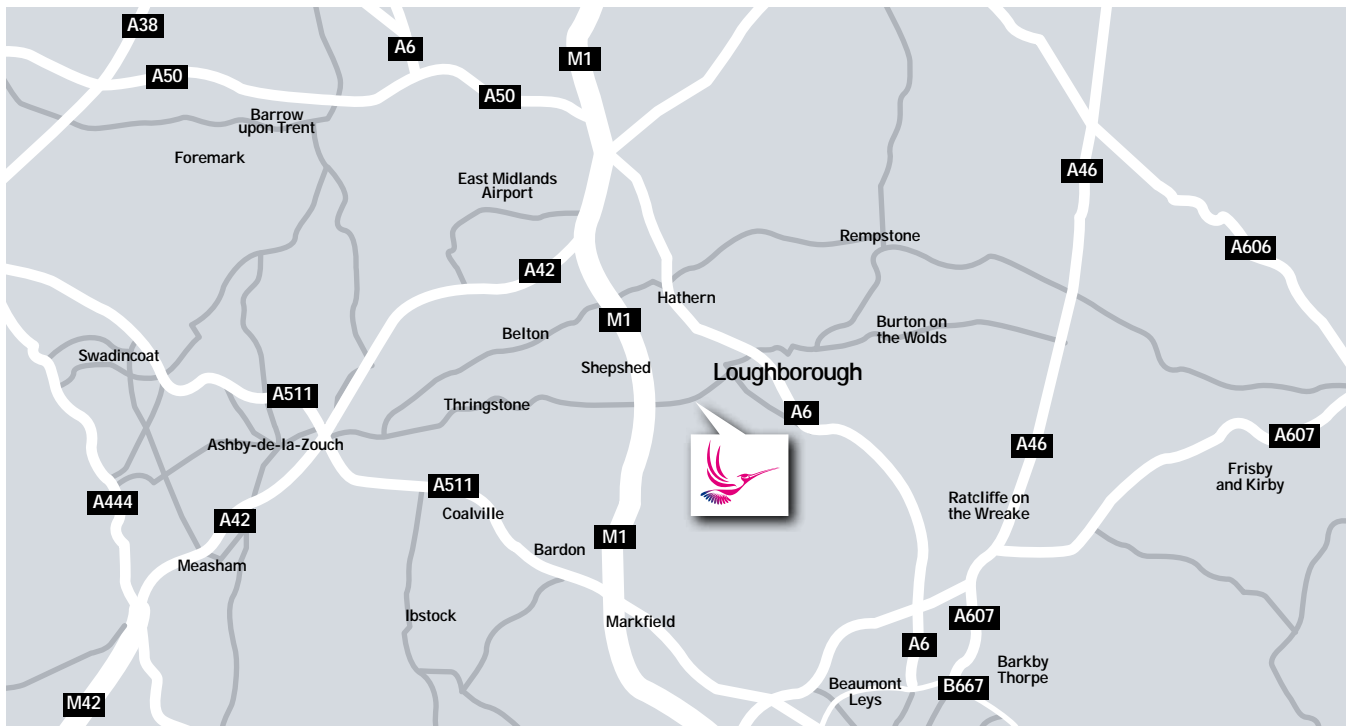 A38
A6
M1
A50
A50
Barrow
upon Trent
Foremark
East Midlands
Airport
A46
Rempstone
A606
A42
Hathern
M1
Belton
Burton on
the Wolds
Swadincoat
Shepshed
Loughborough
A511
Thringstone
A6
Ashby-de-la-Zouch
A46
A607
Frisby
and Kirby
A511
Coalville
A444
A42
Ratcliffe on
the Wreake
M1
Bardon
Measham
Ibstock
Markfield
A607
A6
Barkby
Thorpe
Beaumont
Leys
B667
M42